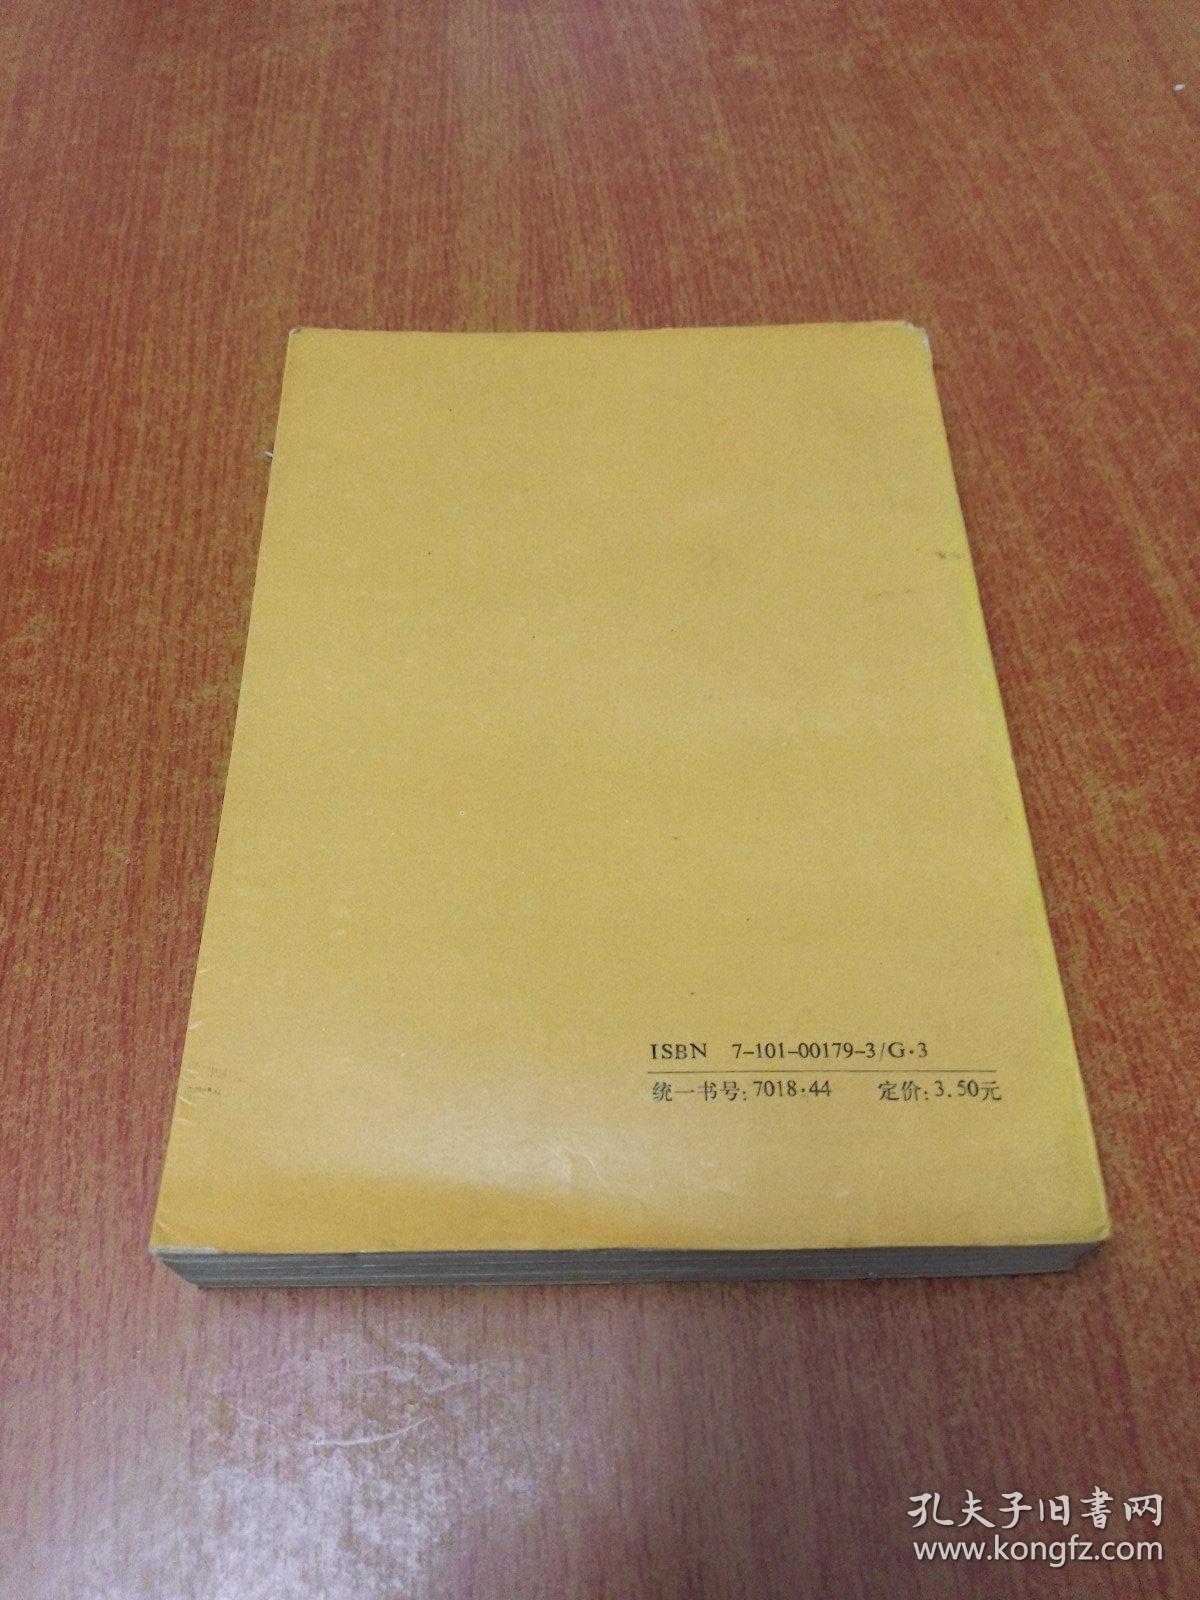 ISBN 7-101-00179-3/G·3
统一书号:7018·44 定价:3.50元
孔夫子旧書网
www.kongfz.com